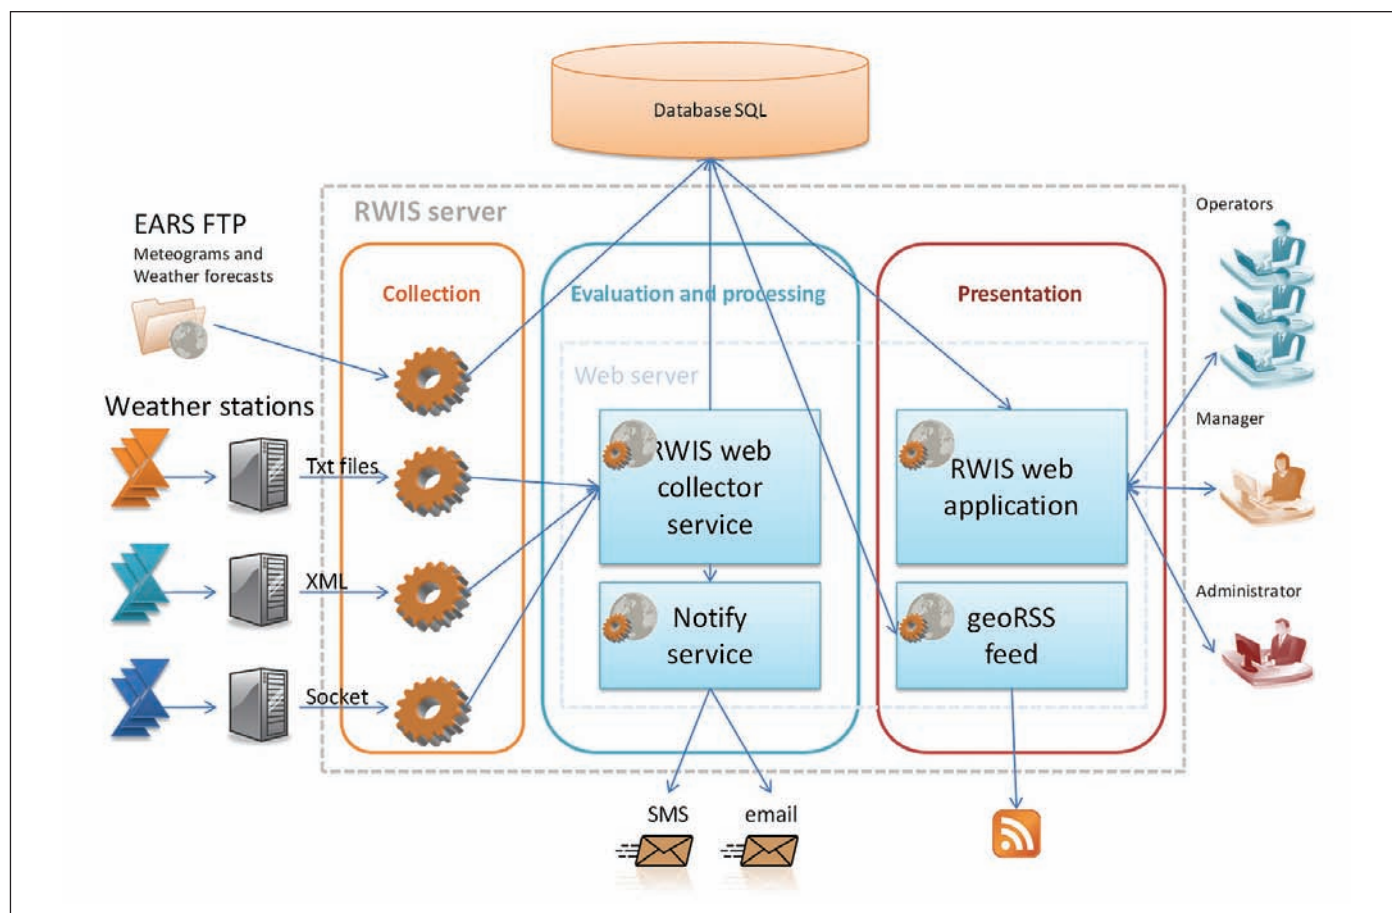 Database SQL
RWIS server
EARS FTP
Meteograms and
Weather forecasts
Collection
Evaluation and processing
Presentation
Operators
Web server
Weather stations
Txt files
RWIS web
collector
service
RWIS web
application
Manager
XML
Notify
service
geoRSS
feed
Administrator
Socket
SMS
email